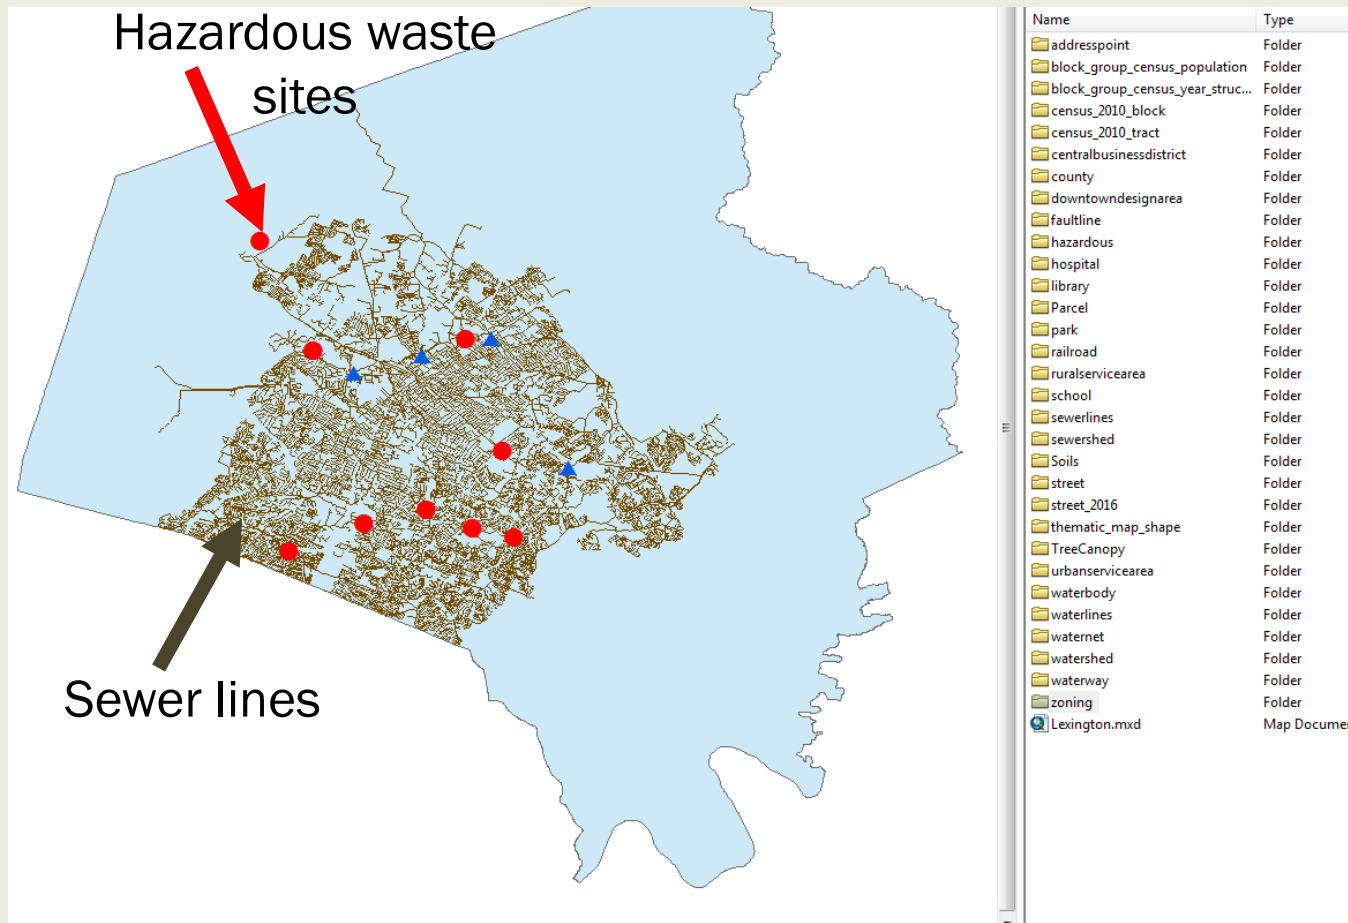 Hazardous waste
sites
Sewer lines
Name Type
addresspoint Folder
block_group_census_population Folder
block_group_census_year_struc... Folder
census_2010_block Folder
census_2010_tract Folder
centralbusinessdistrict Folder
county Folder
downtowndesignarea Folder
faultline Folder
hazardous Folder
hospital Folder
library Folder
Parcel Folder
park Folder
railroad Folder
ruralservicearea Folder
school Folder
sewerlines Folder
sewershed Folder
Soils Folder
street Folder
street_2016 Folder
thematic_map_shape Folder
TreeCanopy Folder
urbanservicearea Folder
waterbody Folder
waterlines Folder
waternet Folder
watershed Folder
waterway Folder
zoning Folder
Lexington.mxd Map Docume